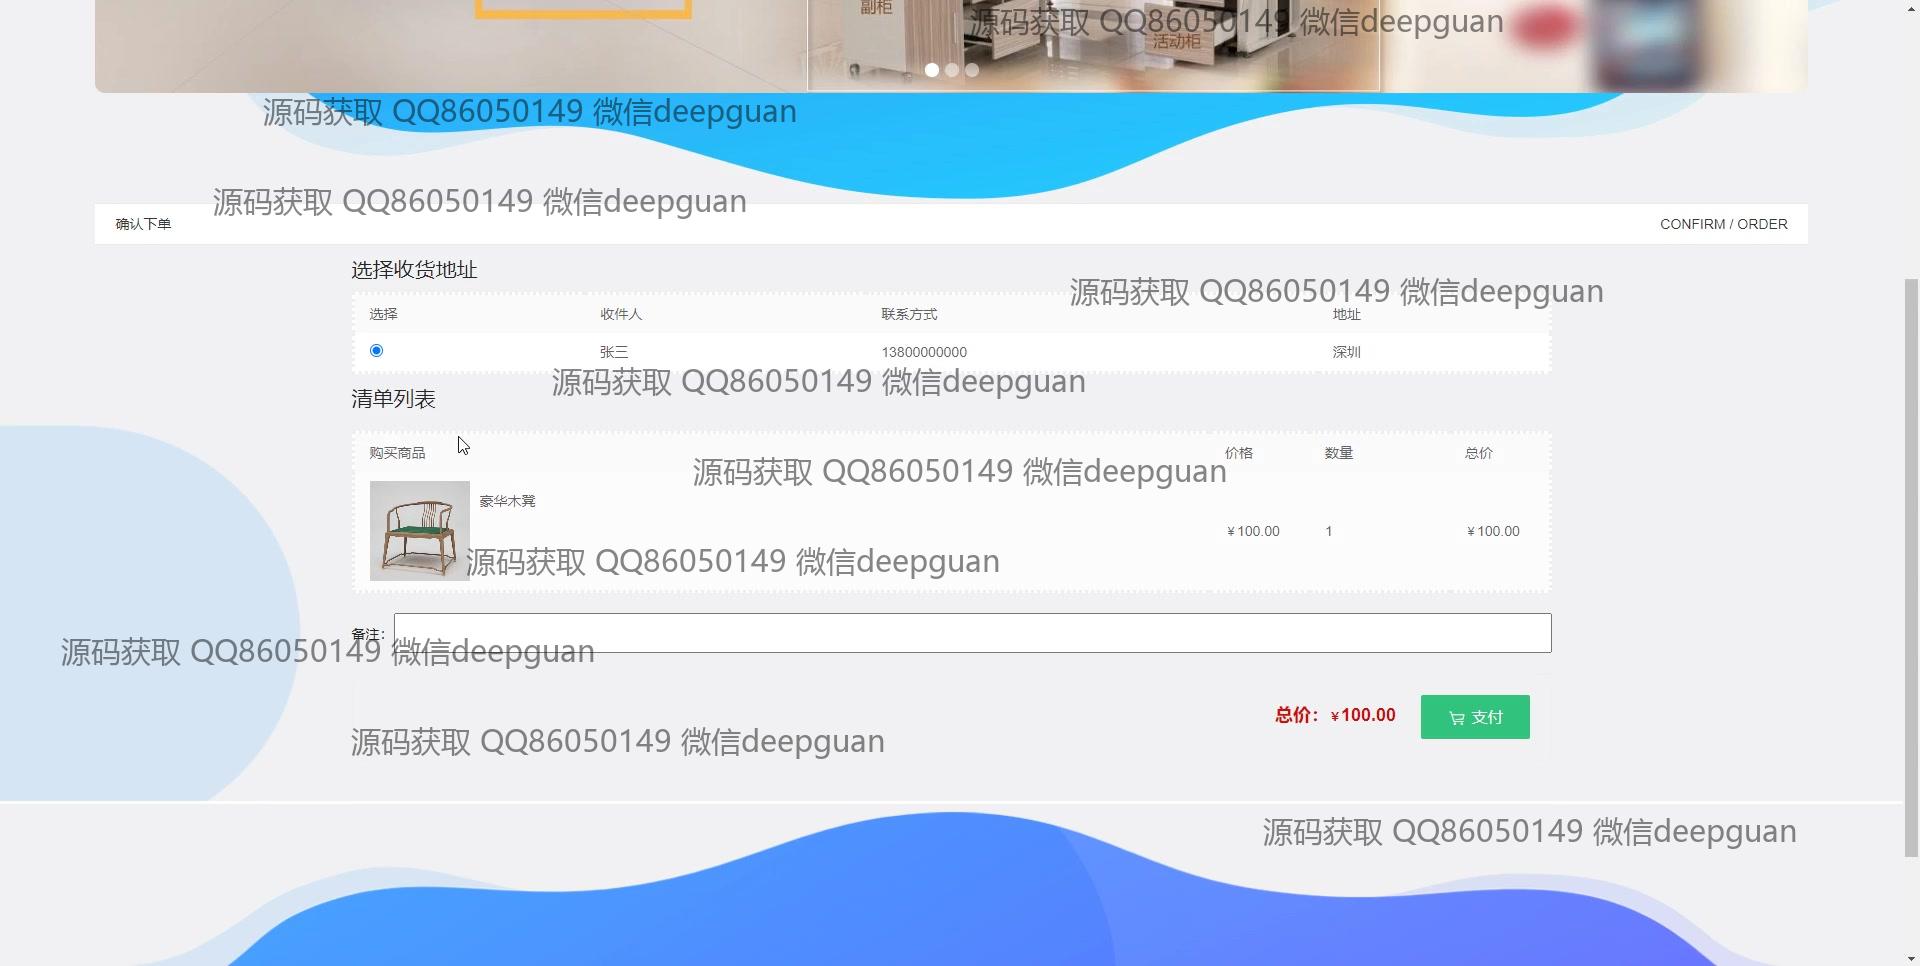 副柜
源码获取 QQ86050149 微信deepguan
活动柜
源码获取 QQ86050149 微信deepguan
源码获取 QQ86050149 微信deepguan
确认下单
CONFIRM / ORDER
选择收货地址
源码获取 QQ86050149 微信deepguan
选择 收件人 联系方式 地址
张三 13800000000 深圳
源码获取 QQ86050149 微信deepguan
清单列表
购买商品 价格 数量 总价
源码获取 QQ86050149 微信deepguan
豪华木凳
¥100.00 1 ¥100.00
源码获取 QQ86050149 微信deepguan
备注:
源码获取 QQ86050149 微信deepguan
总价: ¥100.00 支付
源码获取 QQ86050149 微信deepguan
源码获取 QQ86050149 微信deepguan